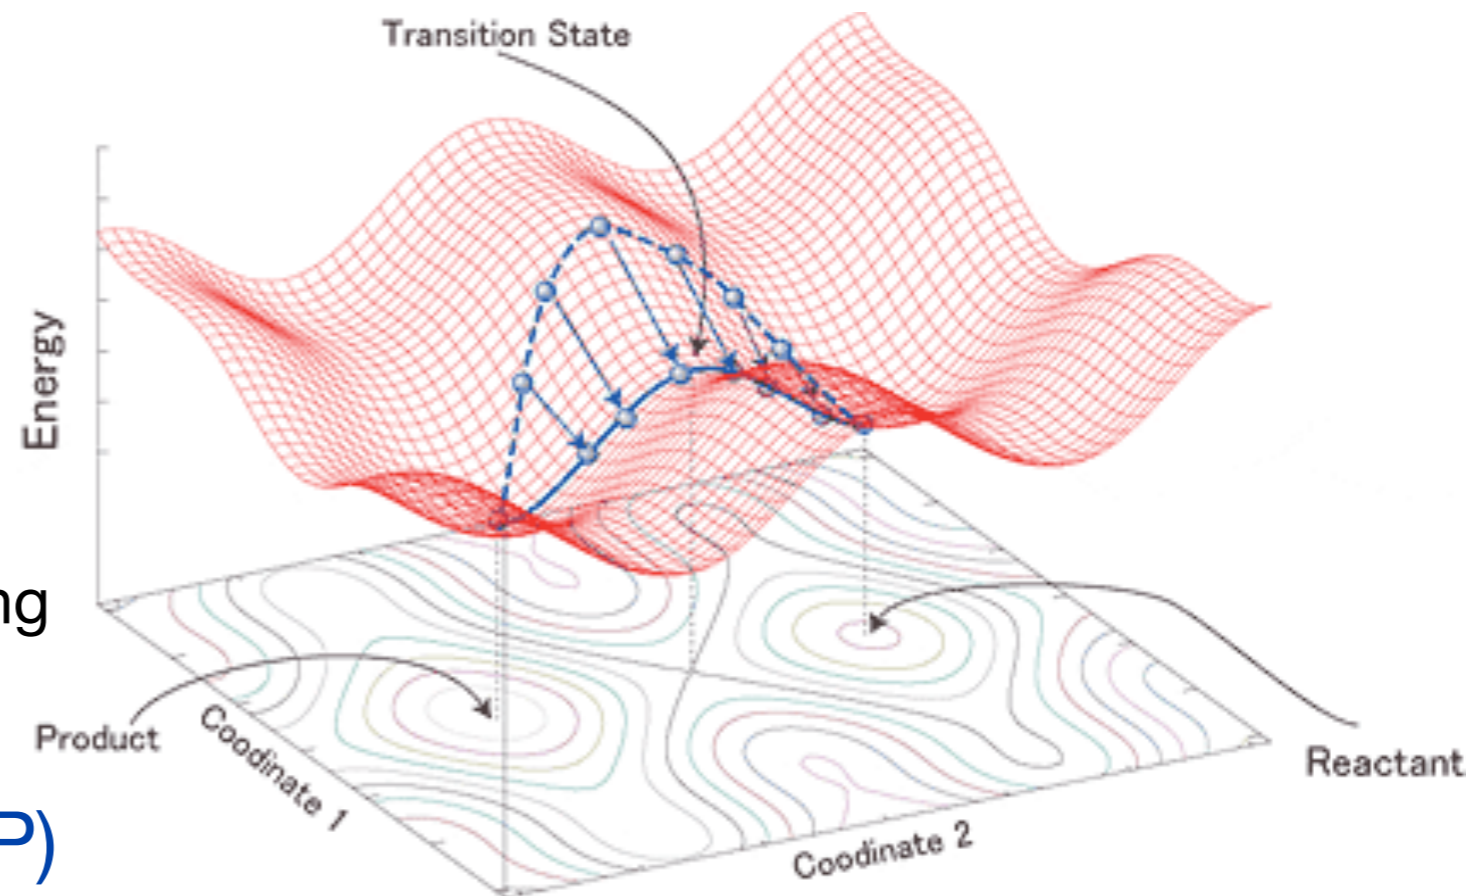 Transition State
Energy
ng
Product
Coodinate 1
Reactant
P)
Coodinate 2